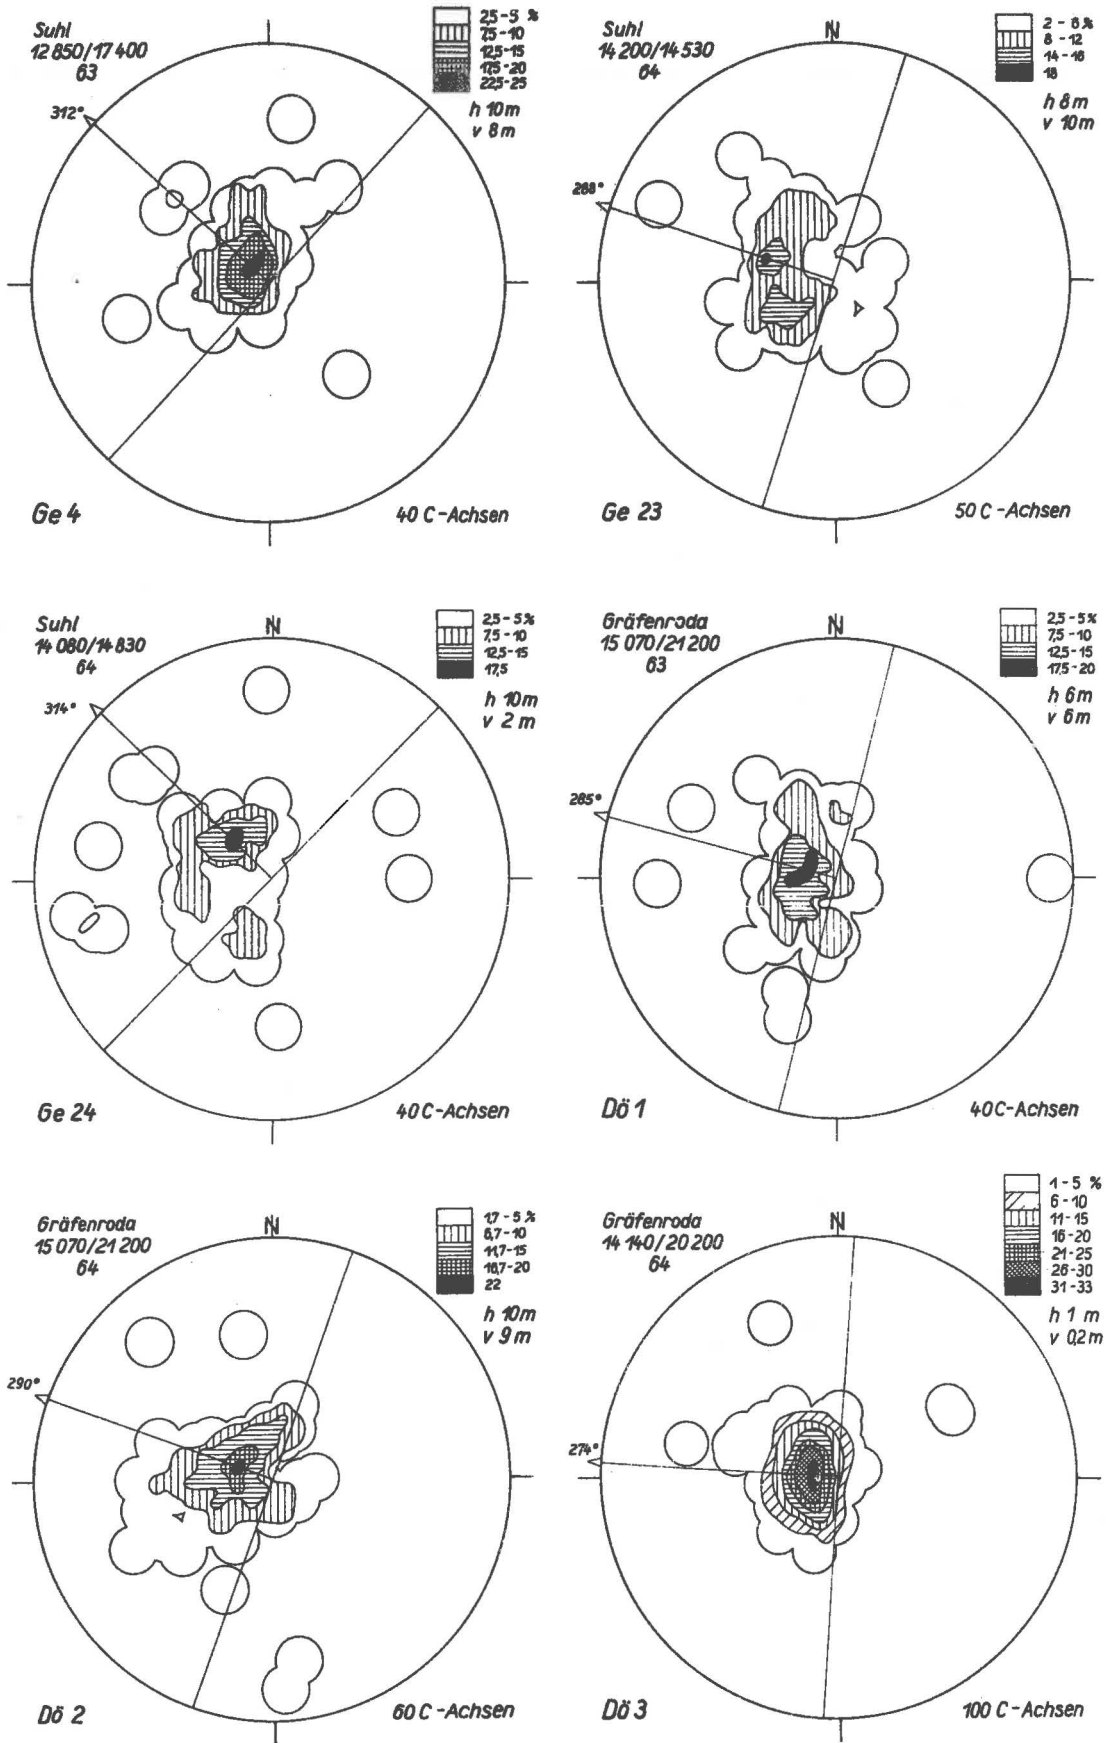 Suhl
12 850/17 400
63
2,5-5 %
7,5-10
12,5-15
17,5-20
22,5-25
h 10m
v 8m
312°
Ge 4
40 C-Achsen
Suhl
14 200/14 530
64
N
2-6%
8-12
14-16
18
h 8m
v 10m
288°
Ge 23
50 C-Achsen
Suhl
14 080/14 830
64
N
2,5-5%
7,5-10
12,5-15
17,5
h 10m
v 2 m
314°
Ge 24
40 C-Achsen
Gräfenroda
15 070/21 200
63
N
2,5-5%
7,5-10
12,5-15
17,5-20
h 6m
v 6m
285°
Dö 1
40 C-Achsen
Gräfenroda
15 070/21 200
64
N
1,7-5%
6,7-10
11,7-15
16,7-20
22
h 10m
v 9m
290°
Dö 2
60 C-Achsen
Gräfenroda
14 140/20 200
64
N
1-5 %
6-10
11-15
16-20
21-25
26-30
31-33
h 1 m
v 0,2 m
274°
Dö 3
100 C-Achsen